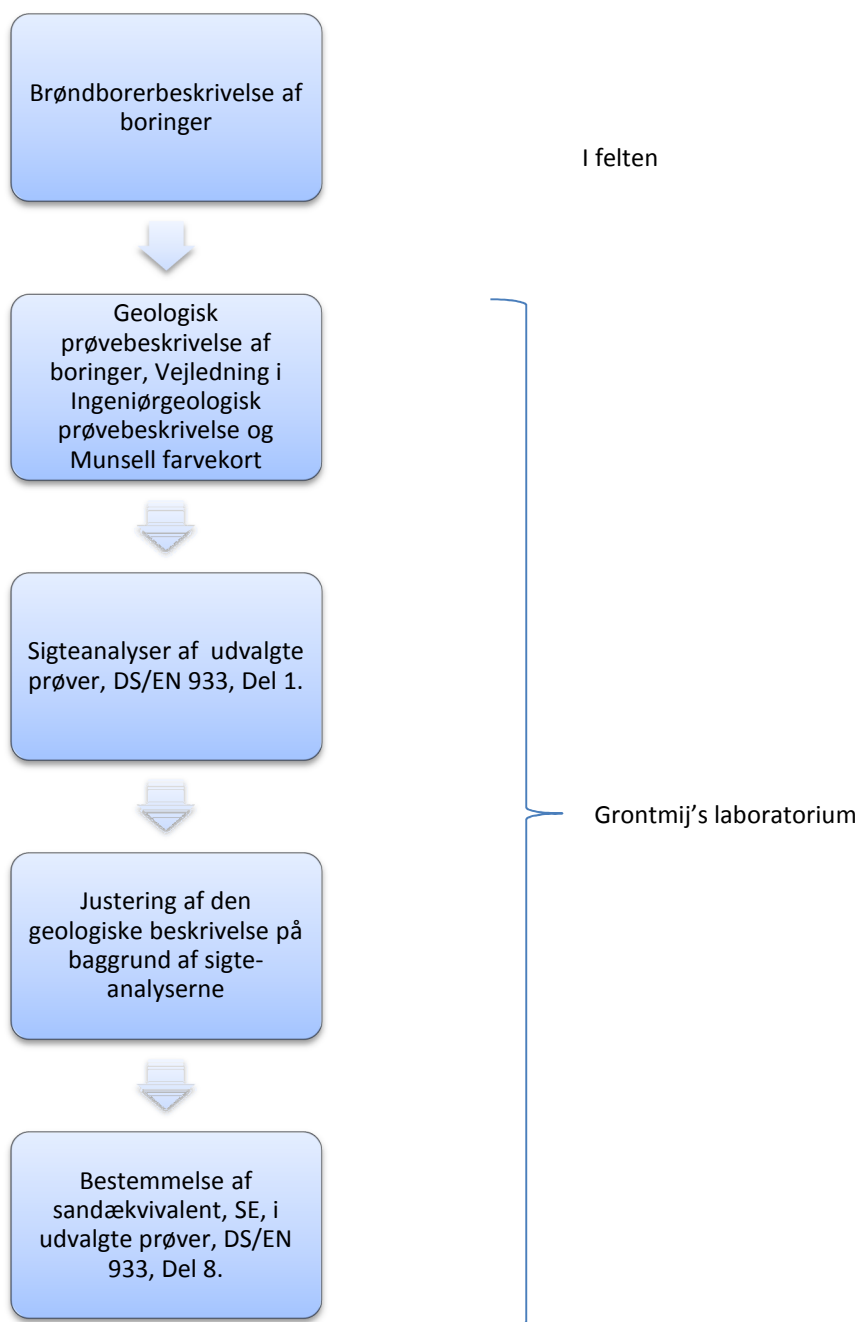 Brøndborerbeskrivelse af
boringer
I felten
Geologisk
prøvebeskrivelse af
boringer, Vejledning i
Ingeniørgeologisk
prøvebeskrivelse og
Munsell farvekort
Sigteanalyser af udvalgte
prøver, DS/EN 933, Del 1.
Grontmij's laboratorium
Justering af den
geologiske beskrivelse på
baggrund af sigte-
analyserne
Bestemmelse af
sandækvivalent, SE, i
udvalgte prøver, DS/EN
933, Del 8.